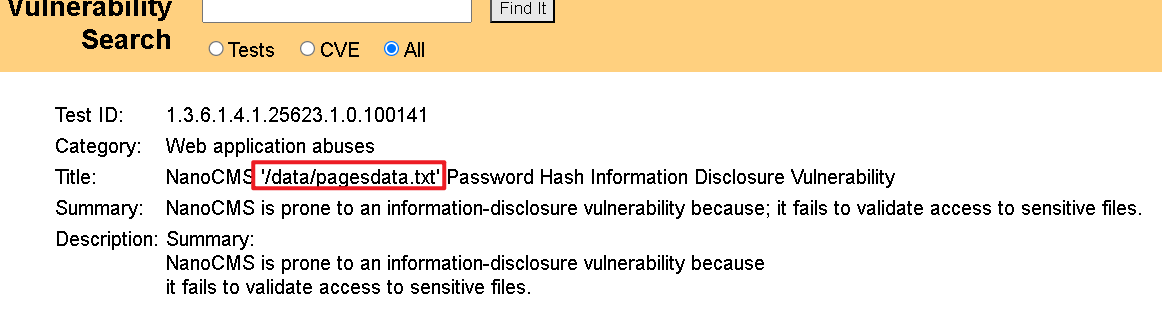 Vulnerability
Search
Find It
Tests CVE All
Test ID: 1.3.6.1.4.1.25623.1.0.100141
Category: Web application abuses
Title: NanoCMS '/data/pagesdata.txt' Password Hash Information Disclosure Vulnerability
Summary: NanoCMS is prone to an information-disclosure vulnerability because; it fails to validate access to sensitive files.
Description: Summary:
NanoCMS is prone to an information-disclosure vulnerability because
it fails to validate access to sensitive files.